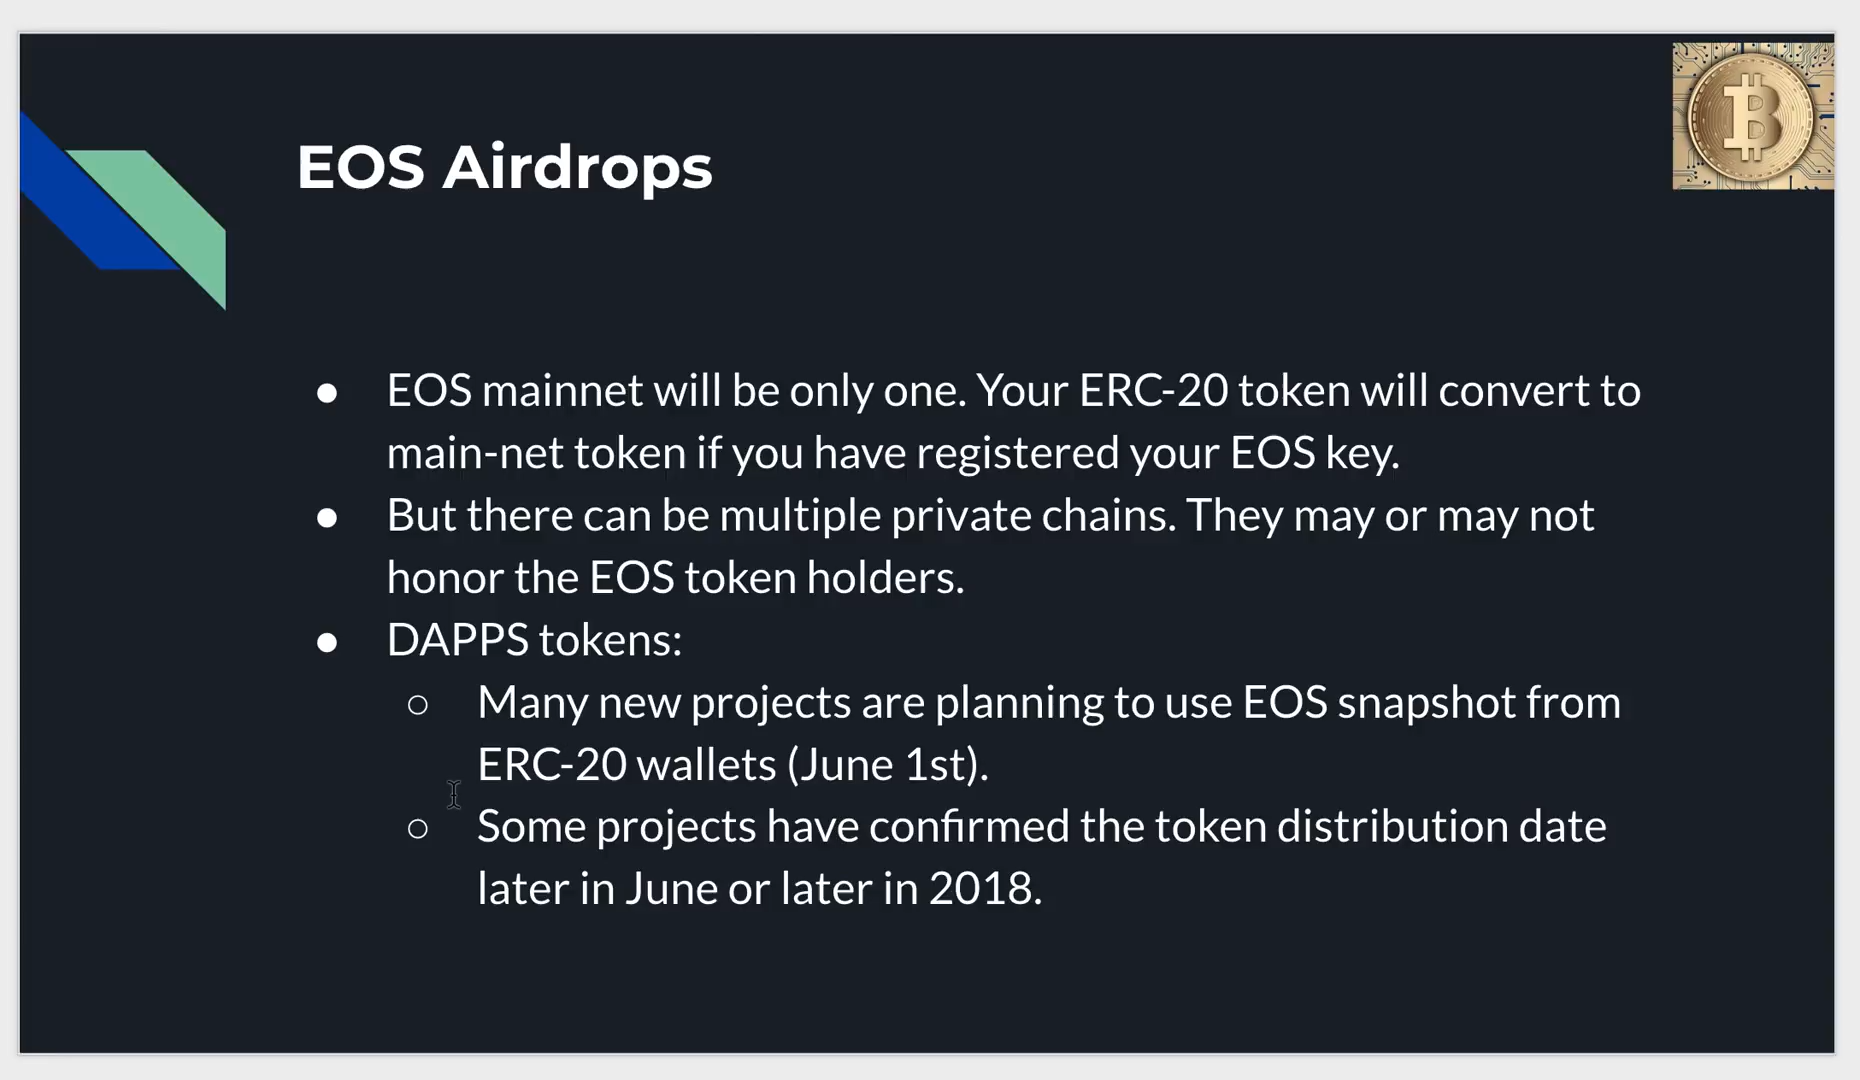 EOS Airdrops
● EOS mainnet will be only one. Your ERC-20 token will convert to
main-net token if you have registered your EOS key.
● But there can be multiple private chains. They may or may not
honor the EOS token holders.
● DAPPS tokens:
○ Many new projects are planning to use EOS snapshot from
ERC-20 wallets (June 1st).
○ Some projects have confirmed the token distribution date
later in June or later in 2018.